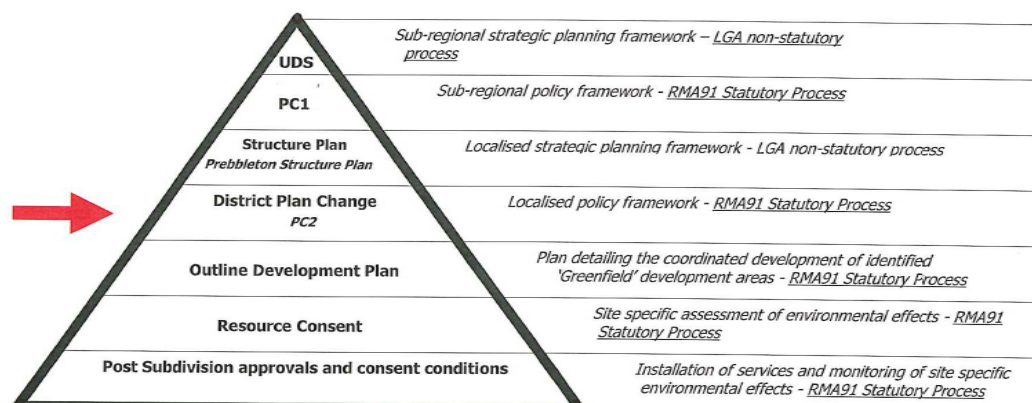 UDS
Sub-regional strategic planning framework – LGA non-statutory
process
PC1
Sub-regional policy framework - RMA91 Statutory Process
Structure Plan
Prebbleton Structure Plan
Localised strategic planning framework - LGA non-statutory process
District Plan Change
PC2
Localised policy framework - RMA91 Statutory Process
Outline Development Plan
Plan detailing the coordinated development of identified
'Greenfield' development areas - RMA91 Statutory Process
Resource Consent
Site specific assessment of environmental effects - RMA91
Statutory Process
Post Subdivision approvals and consent conditions
Installation of services and monitoring of site specific
environmental effects - RMA91 Statutory Process